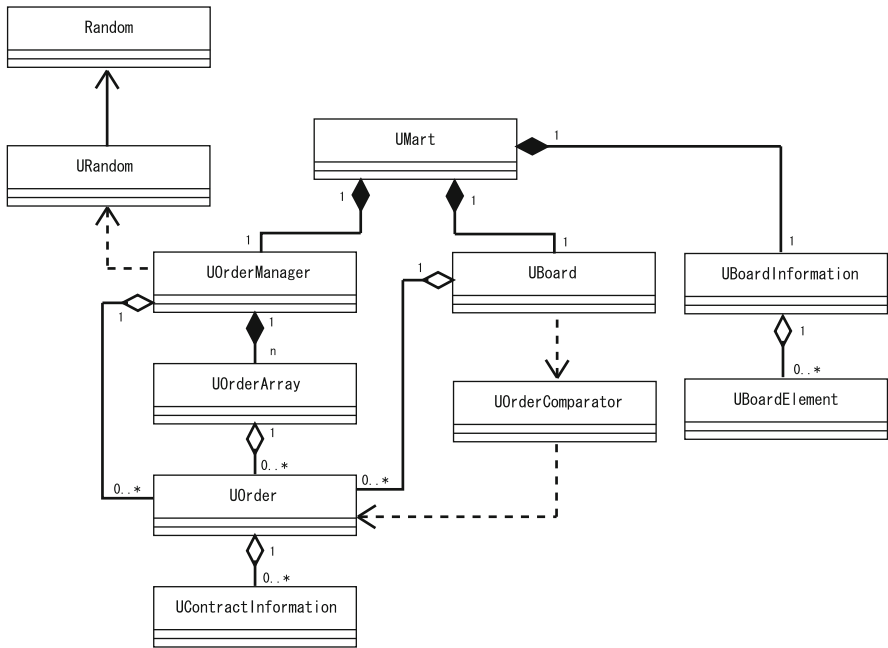 Random
UMart
1
URandom
1
1
1
1
1
UOrderManager
1
UBoard
UBoardInformation
1
1
1
n
0..*
UOrderArray
UOrderComparator
UBoardElement
1
0..*
0..*
0..*
UOrder
1
0..*
UContractInformation